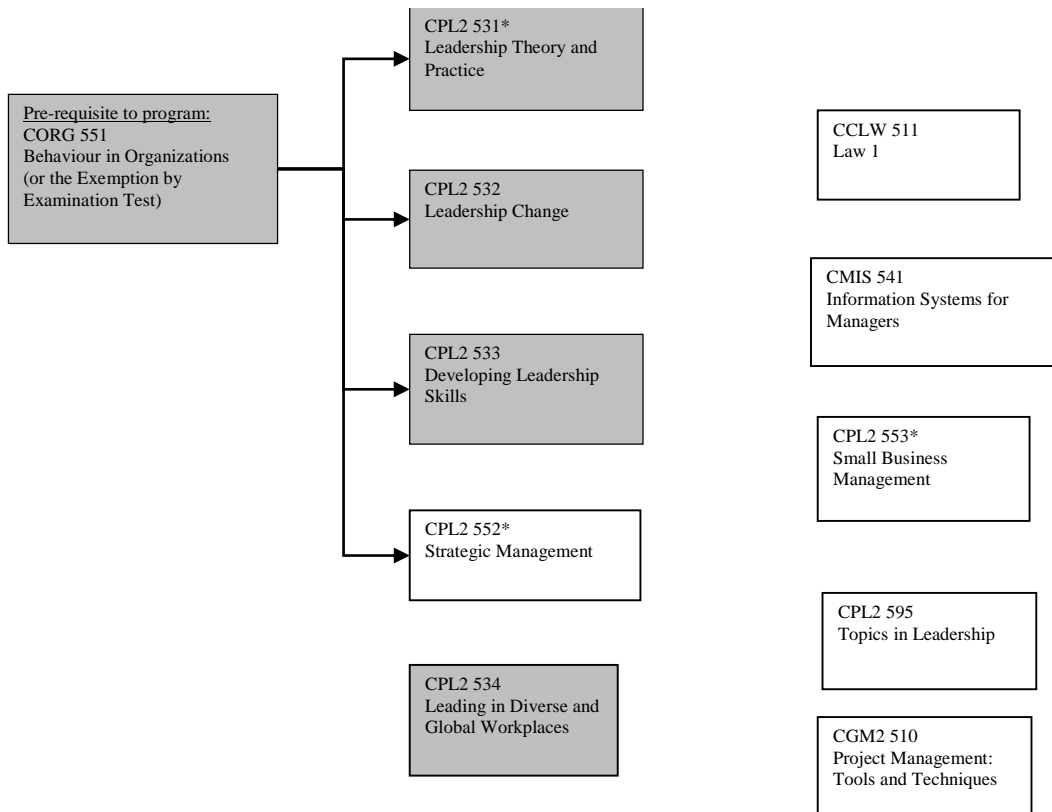 CPL2 531*
Leadership Theory and
Practice
Pre-requisite to program:
CORG 551
Behaviour in Organizations
(or the Exemption by
Examination Test)
CCLW 511
Law 1
CPL2 532
Leadership Change
CMIS 541
Information Systems for
Managers
CPL2 533
Developing Leadership
Skills
CPL2 553*
Small Business
Management
CPL2 552*
Strategic Management
CPL2 595
Topics in Leadership
CPL2 534
Leading in Diverse and
Global Workplaces
CGM2 510
Project Management:
Tools and Techniques